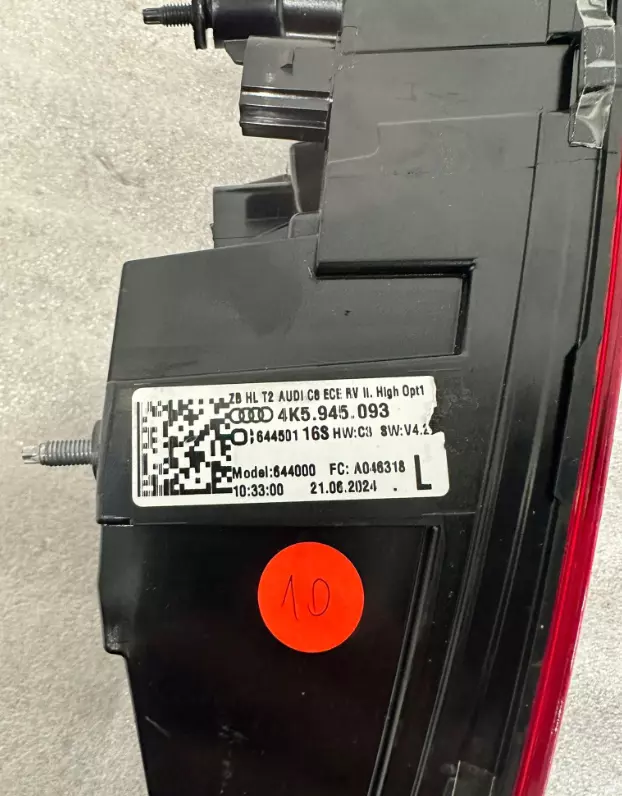 ZB HL T2 AUDI C8 ECE RV li. High Opt1
4K5.945.093
644501 16S HW:C3 SW:V4.2
Model:644000 FC: A046318
10:33:00 21.06.2024 L
10